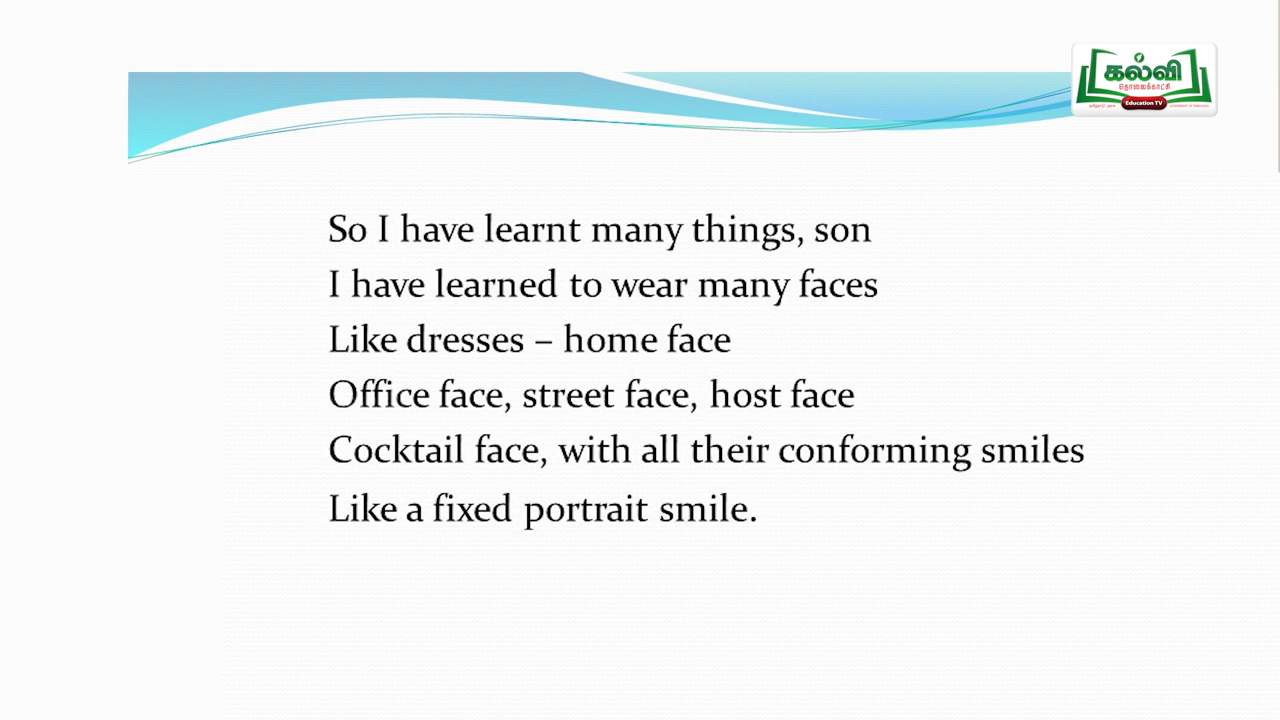 கல்வி
தொலைக்காட்சி
Education TV
So I have learnt many things, son
I have learned to wear many faces
Like dresses – home face
Office face, street face, host face
Cocktail face, with all their conforming smiles
Like a fixed portrait smile.